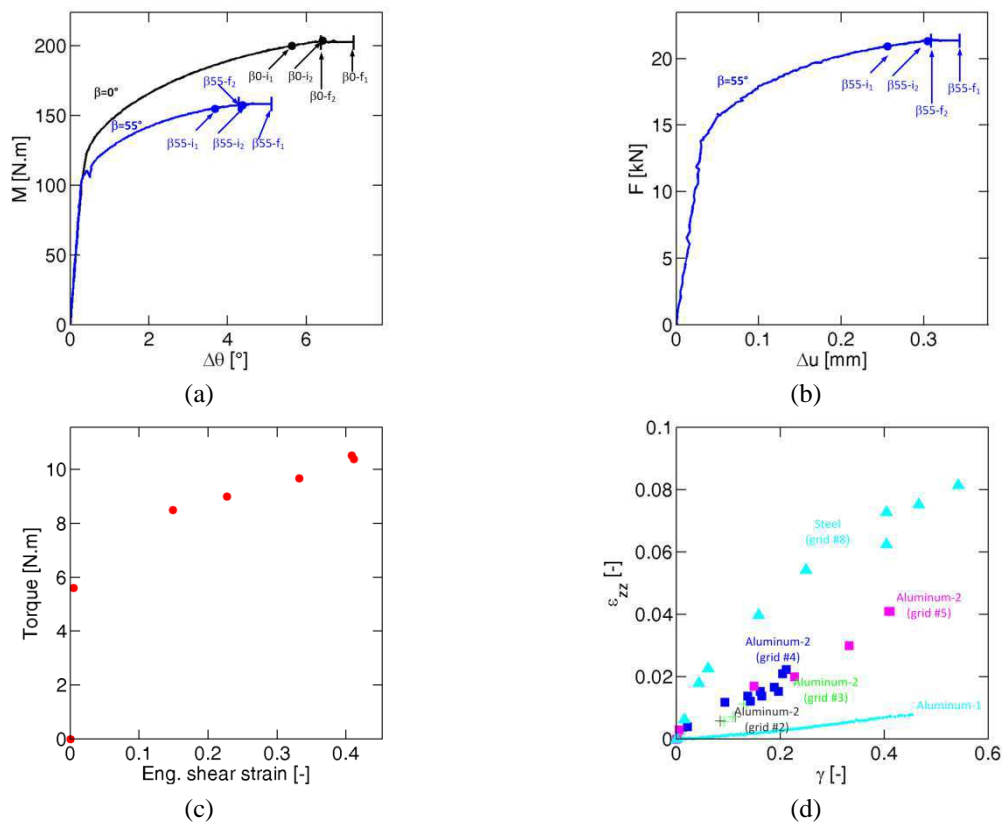 200
150
100
50
0
M [N.m]
β=0°
β=55°
β0-i₁
β0-i₂
β0-f₂
β0-f₁
β55-f₂
β55-i₁
β55-i₂
β55-f₁
0
2
4
6
Δθ [°]
(a)
20
15
10
5
0
F [kN]
β=55°
β55-i₁
β55-i₂
β55-f₂
β55-f₁
0
0.1
0.2
0.3
Δu [mm]
(b)
10
8
6
4
2
0
Torque [N.m]
0
0.1
0.2
0.3
0.4
Eng. shear strain [-]
(c)
0.1
0.08
0.06
0.04
0.02
0
εzz [-]
Steel
(grid #8)
Aluminum-2
(grid #5)
Aluminum-2
(grid #4)
Aluminum-2
(grid #3)
Aluminum-2
(grid #2)
Aluminum-1
0
0.2
0.4
0.6
γ [-]
(d)